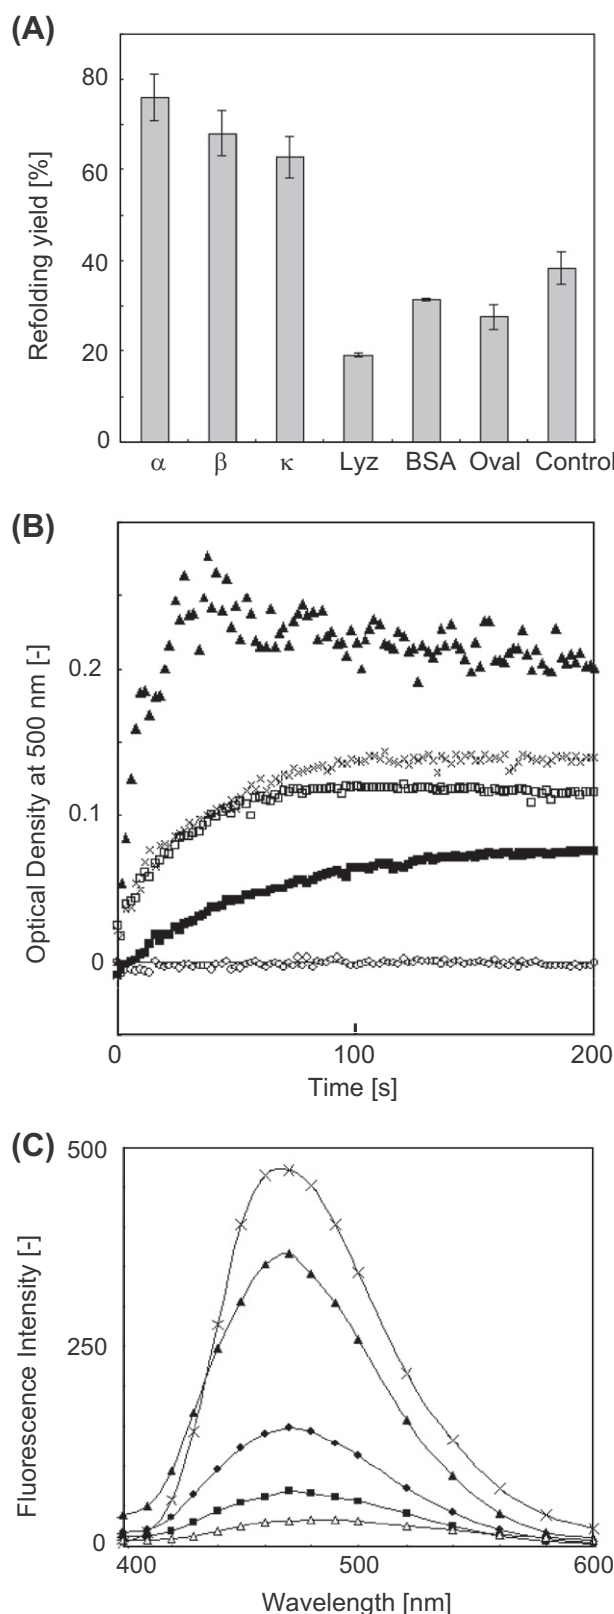 (A)
Refolding yield [%]
80
60
40
20
0
α β κ Lyz BSA Oval Control
(B)
Optical Density at 500 nm [-]
0.2
0.1
0
0 100 200
Time [s]
(C)
Fluorescence Intensity [-]
500
250
0
400 500 600
Wavelength [nm]